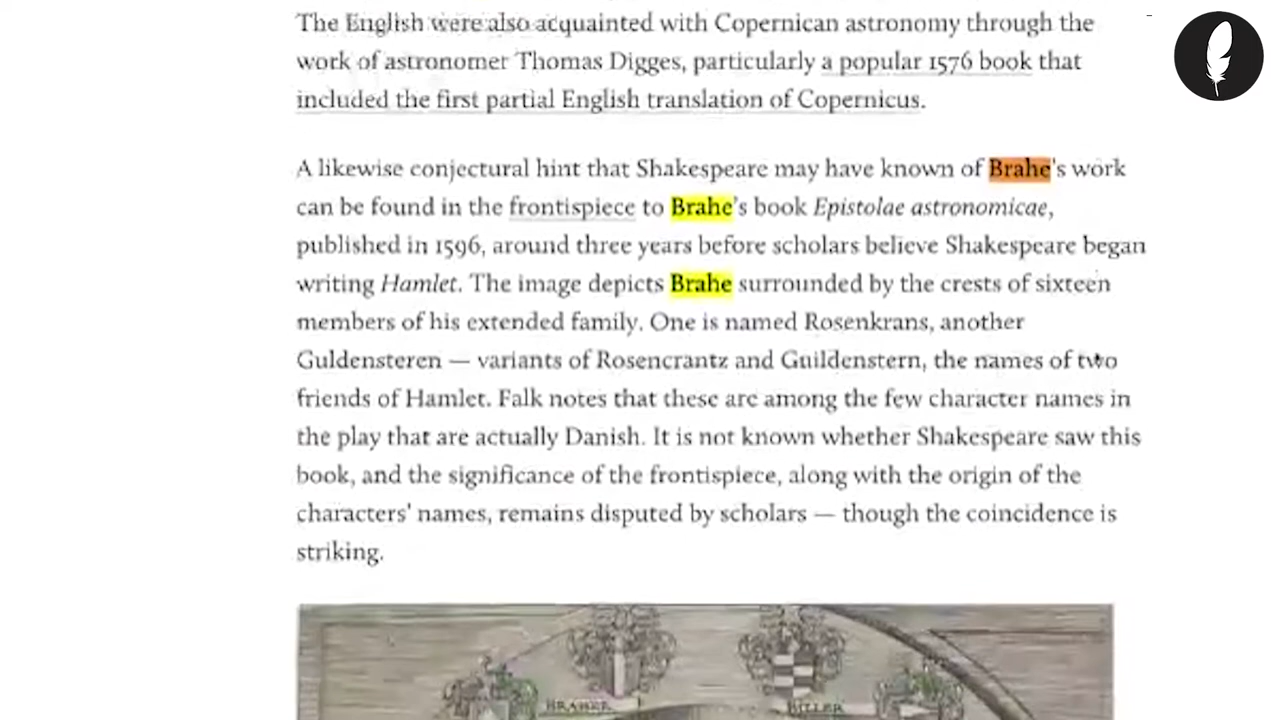 The English were also acquainted with Copernican astronomy through the
work of astronomer Thomas Digges, particularly a popular 1576 book that
included the first partial English translation of Copernicus.
A likewise conjectural hint that Shakespeare may have known of Brahe's work
can be found in the frontispiece to Brahe's book Epistolae astronomicae,
published in 1596, around three years before scholars believe Shakespeare began
writing Hamlet. The image depicts Brahe surrounded by the crests of sixteen
members of his extended family. One is named Rosenkrans, another
Guldensteren — variants of Rosencrantz and Guildenstern, the names of two
friends of Hamlet. Falk notes that these are among the few character names in
the play that are actually Danish. It is not known whether Shakespeare saw this
book, and the significance of the frontispiece, along with the origin of the
characters' names, remains disputed by scholars — though the coincidence is
striking.